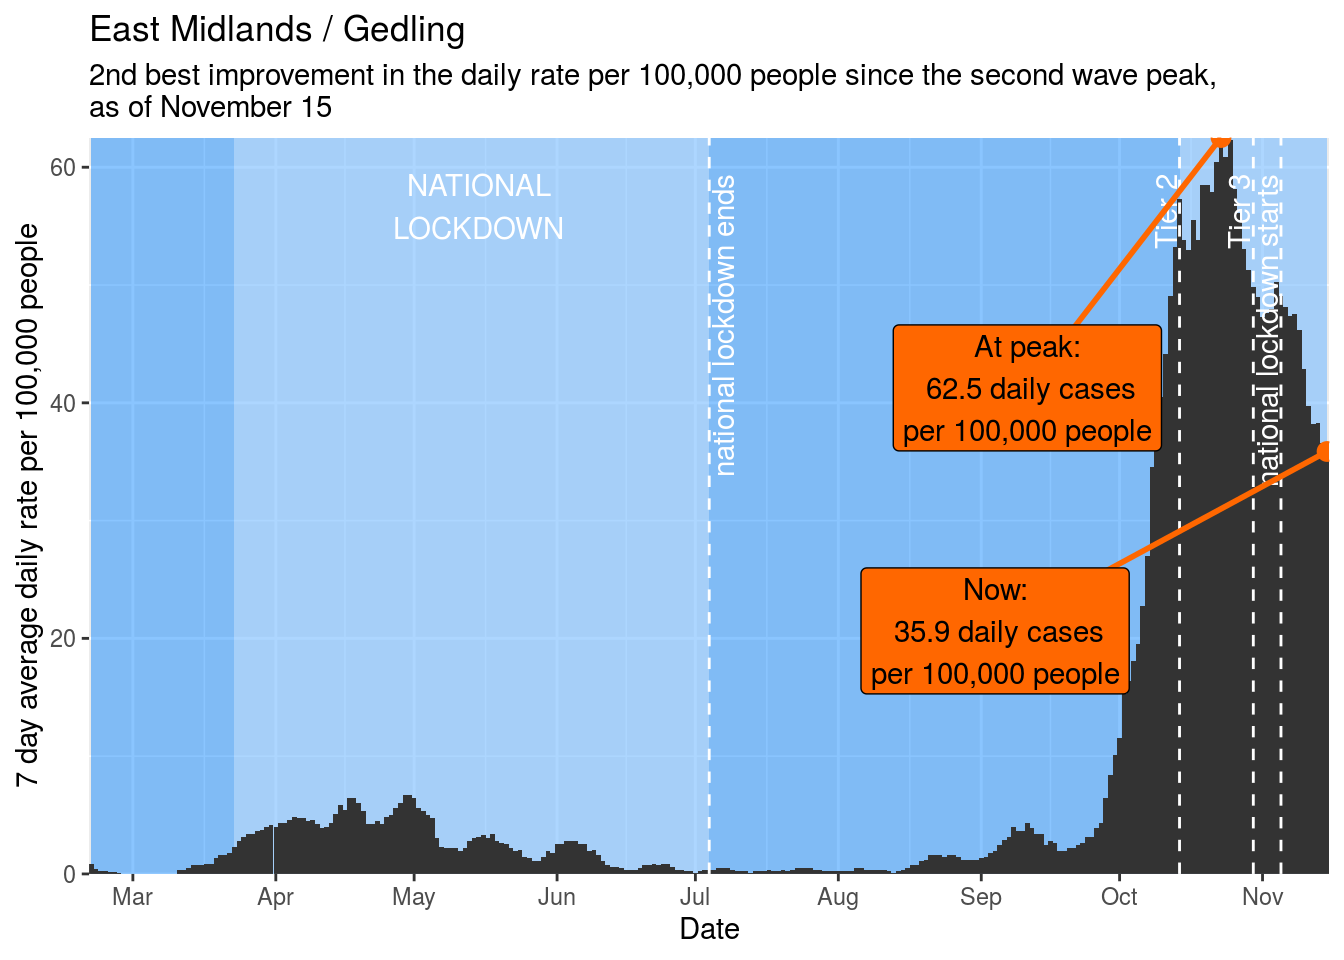 East Midlands / Gedling
2nd best improvement in the daily rate per 100,000 people since the second wave peak,
as of November 15
7 day average daily rate per 100,000 people
60
40
20
0
NATIONAL
LOCKDOWN
national lockdown ends
Tier 2
Tier 3
national lockdown starts
At peak:
62.5 daily cases
per 100,000 people
Now:
35.9 daily cases
per 100,000 people
Mar Apr May Jun Jul Aug Sep Oct Nov
Date